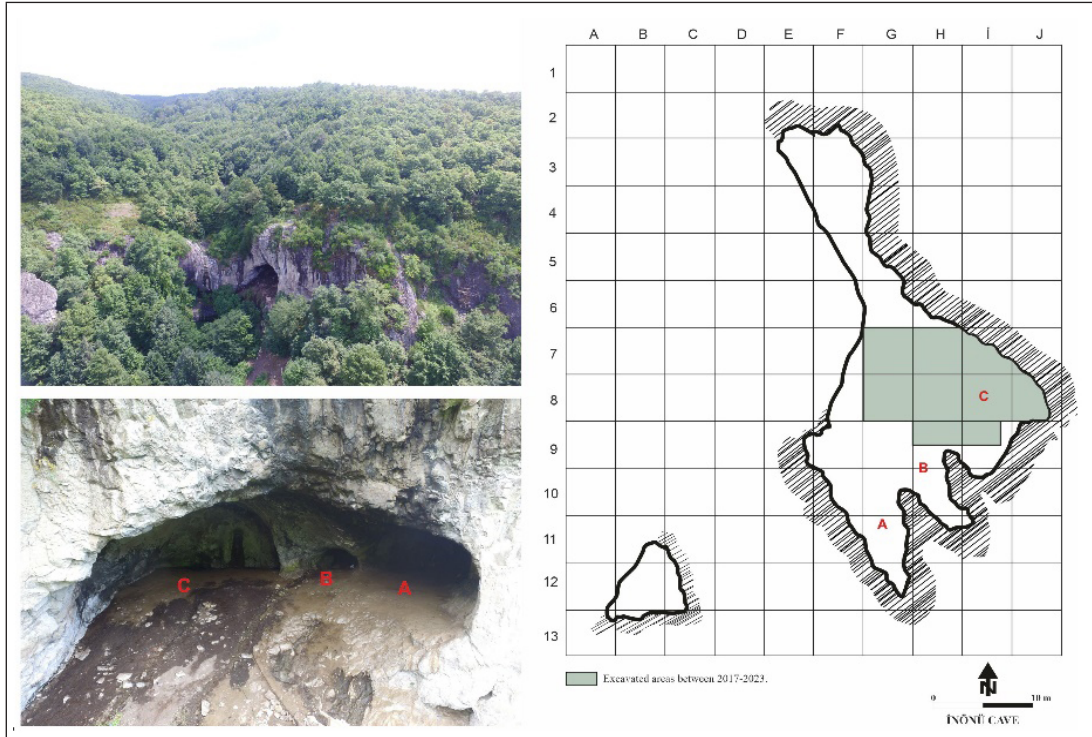 C
B
A
A B C D E F G H İ J
1
2
3
4
5
6
7
8
9
10
11
12
13
C
B
A
Excavated areas between 2017-2023.
N
0 10 m
İNÖNÜ CAVE